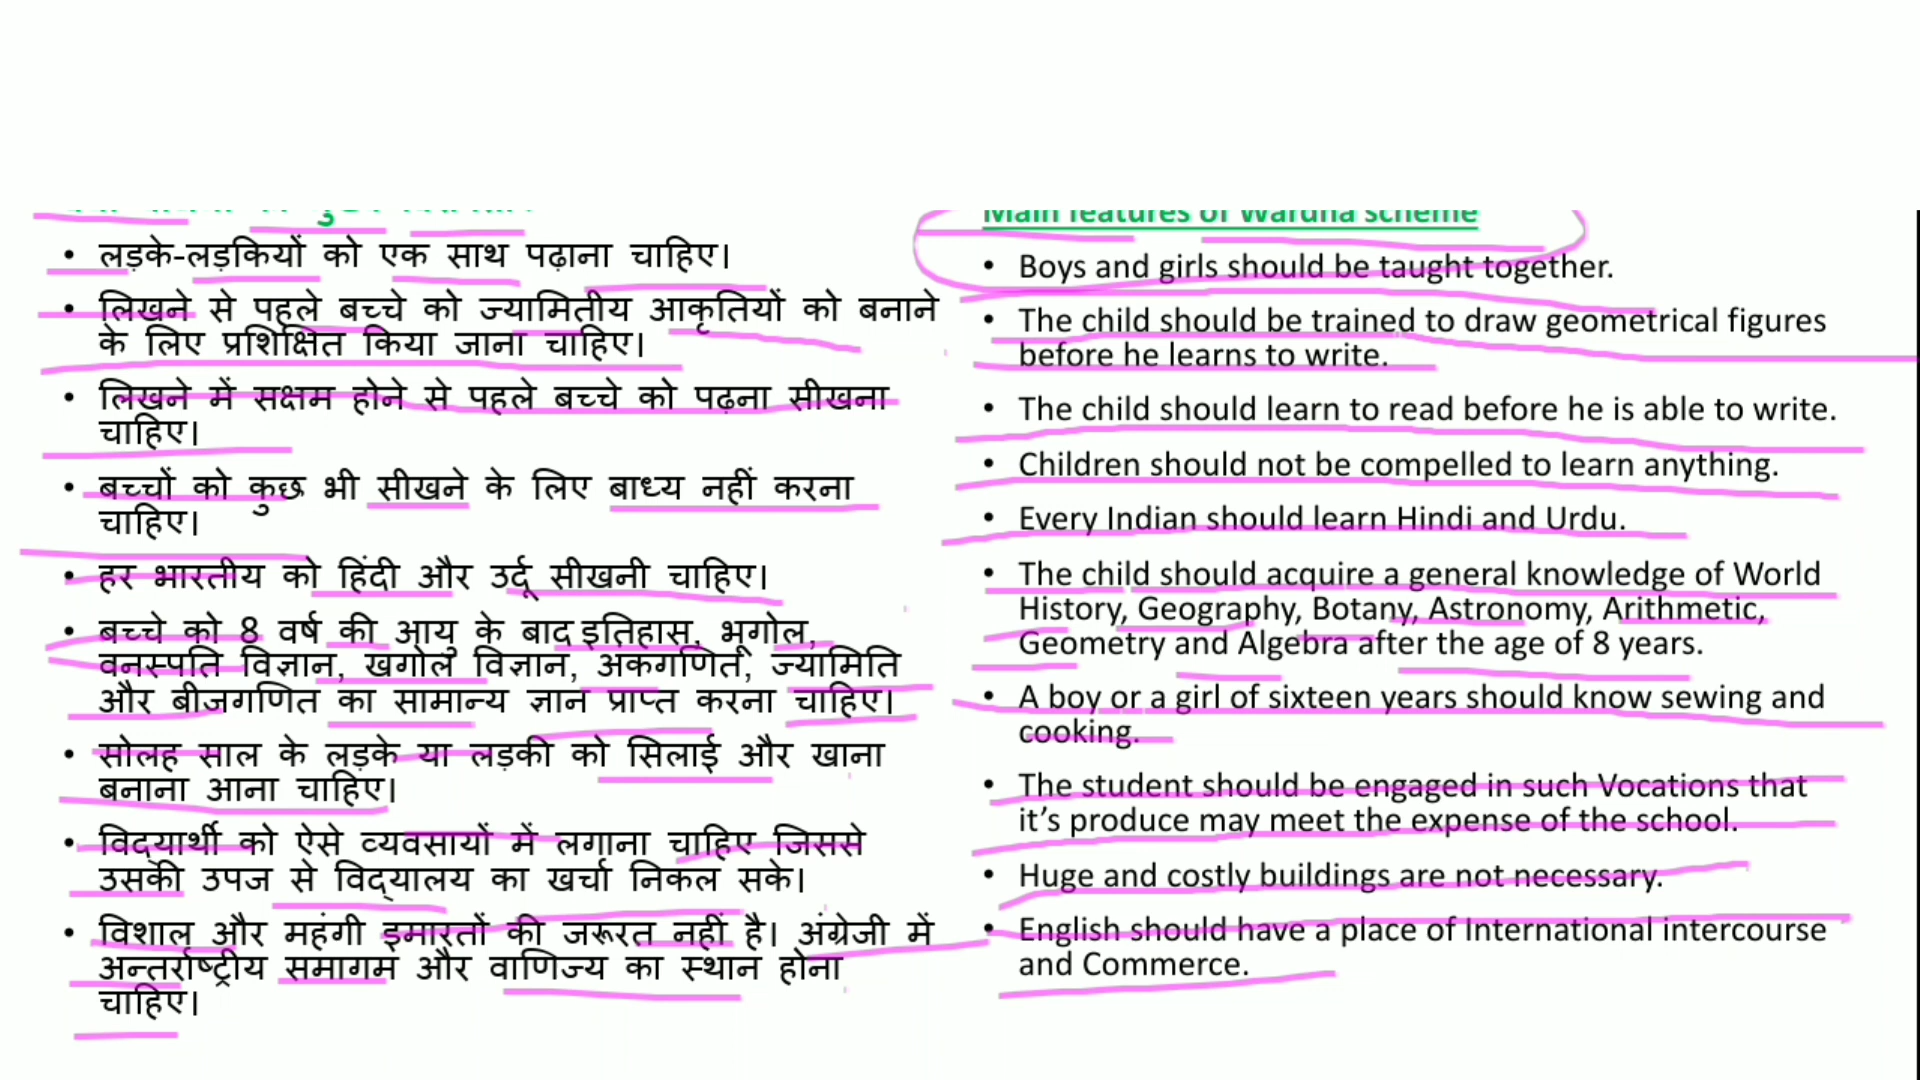 • लड़के-लड़कियों को एक साथ पढ़ाना चाहिए।
• लिखने से पहले बच्चे को ज्यामितीय आकृतियों को बनाने
के लिए प्रशिक्षित किया जाना चाहिए।
• लिखने में सक्षम होने से पहले बच्चे को पढ़ना सीखना
चाहिए।
• बच्चों को कुछ भी सीखने के लिए बाध्य नहीं करना
चाहिए।
• हर भारतीय को हिंदी और उर्दू सीखनी चाहिए।
• बच्चे को 8 वर्ष की आयु के बाद इतिहास, भूगोल,
वनस्पति विज्ञान, खगोल विज्ञान, अंकगणित, ज्यामिति
और बीजगणित का सामान्य ज्ञान प्राप्त करना चाहिए।
• सोलह साल के लड़के या लड़की को सिलाई और खाना
बनाना आना चाहिए।
• विद्यार्थी को ऐसे व्यवसायों में लगाना चाहिए जिससे
उसकी उपज से विद्यालय का खर्चा निकल सके।
• विशाल और महंगी इमारतों की जरूरत नहीं है। अंग्रेजी में
अन्तर्राष्ट्रीय समागम और वाणिज्य का स्थान होना
चाहिए।
Main features of Wardha scheme
• Boys and girls should be taught together.
• The child should be trained to draw geometrical figures
before he learns to write.
• The child should learn to read before he is able to write.
• Children should not be compelled to learn anything.
• Every Indian should learn Hindi and Urdu.
• The child should acquire a general knowledge of World
History, Geography, Botany, Astronomy, Arithmetic,
Geometry and Algebra after the age of 8 years.
• A boy or a girl of sixteen years should know sewing and
cooking.
• The student should be engaged in such Vocations that
it's produce may meet the expense of the school.
• Huge and costly buildings are not necessary.
• English should have a place of International intercourse
and Commerce.